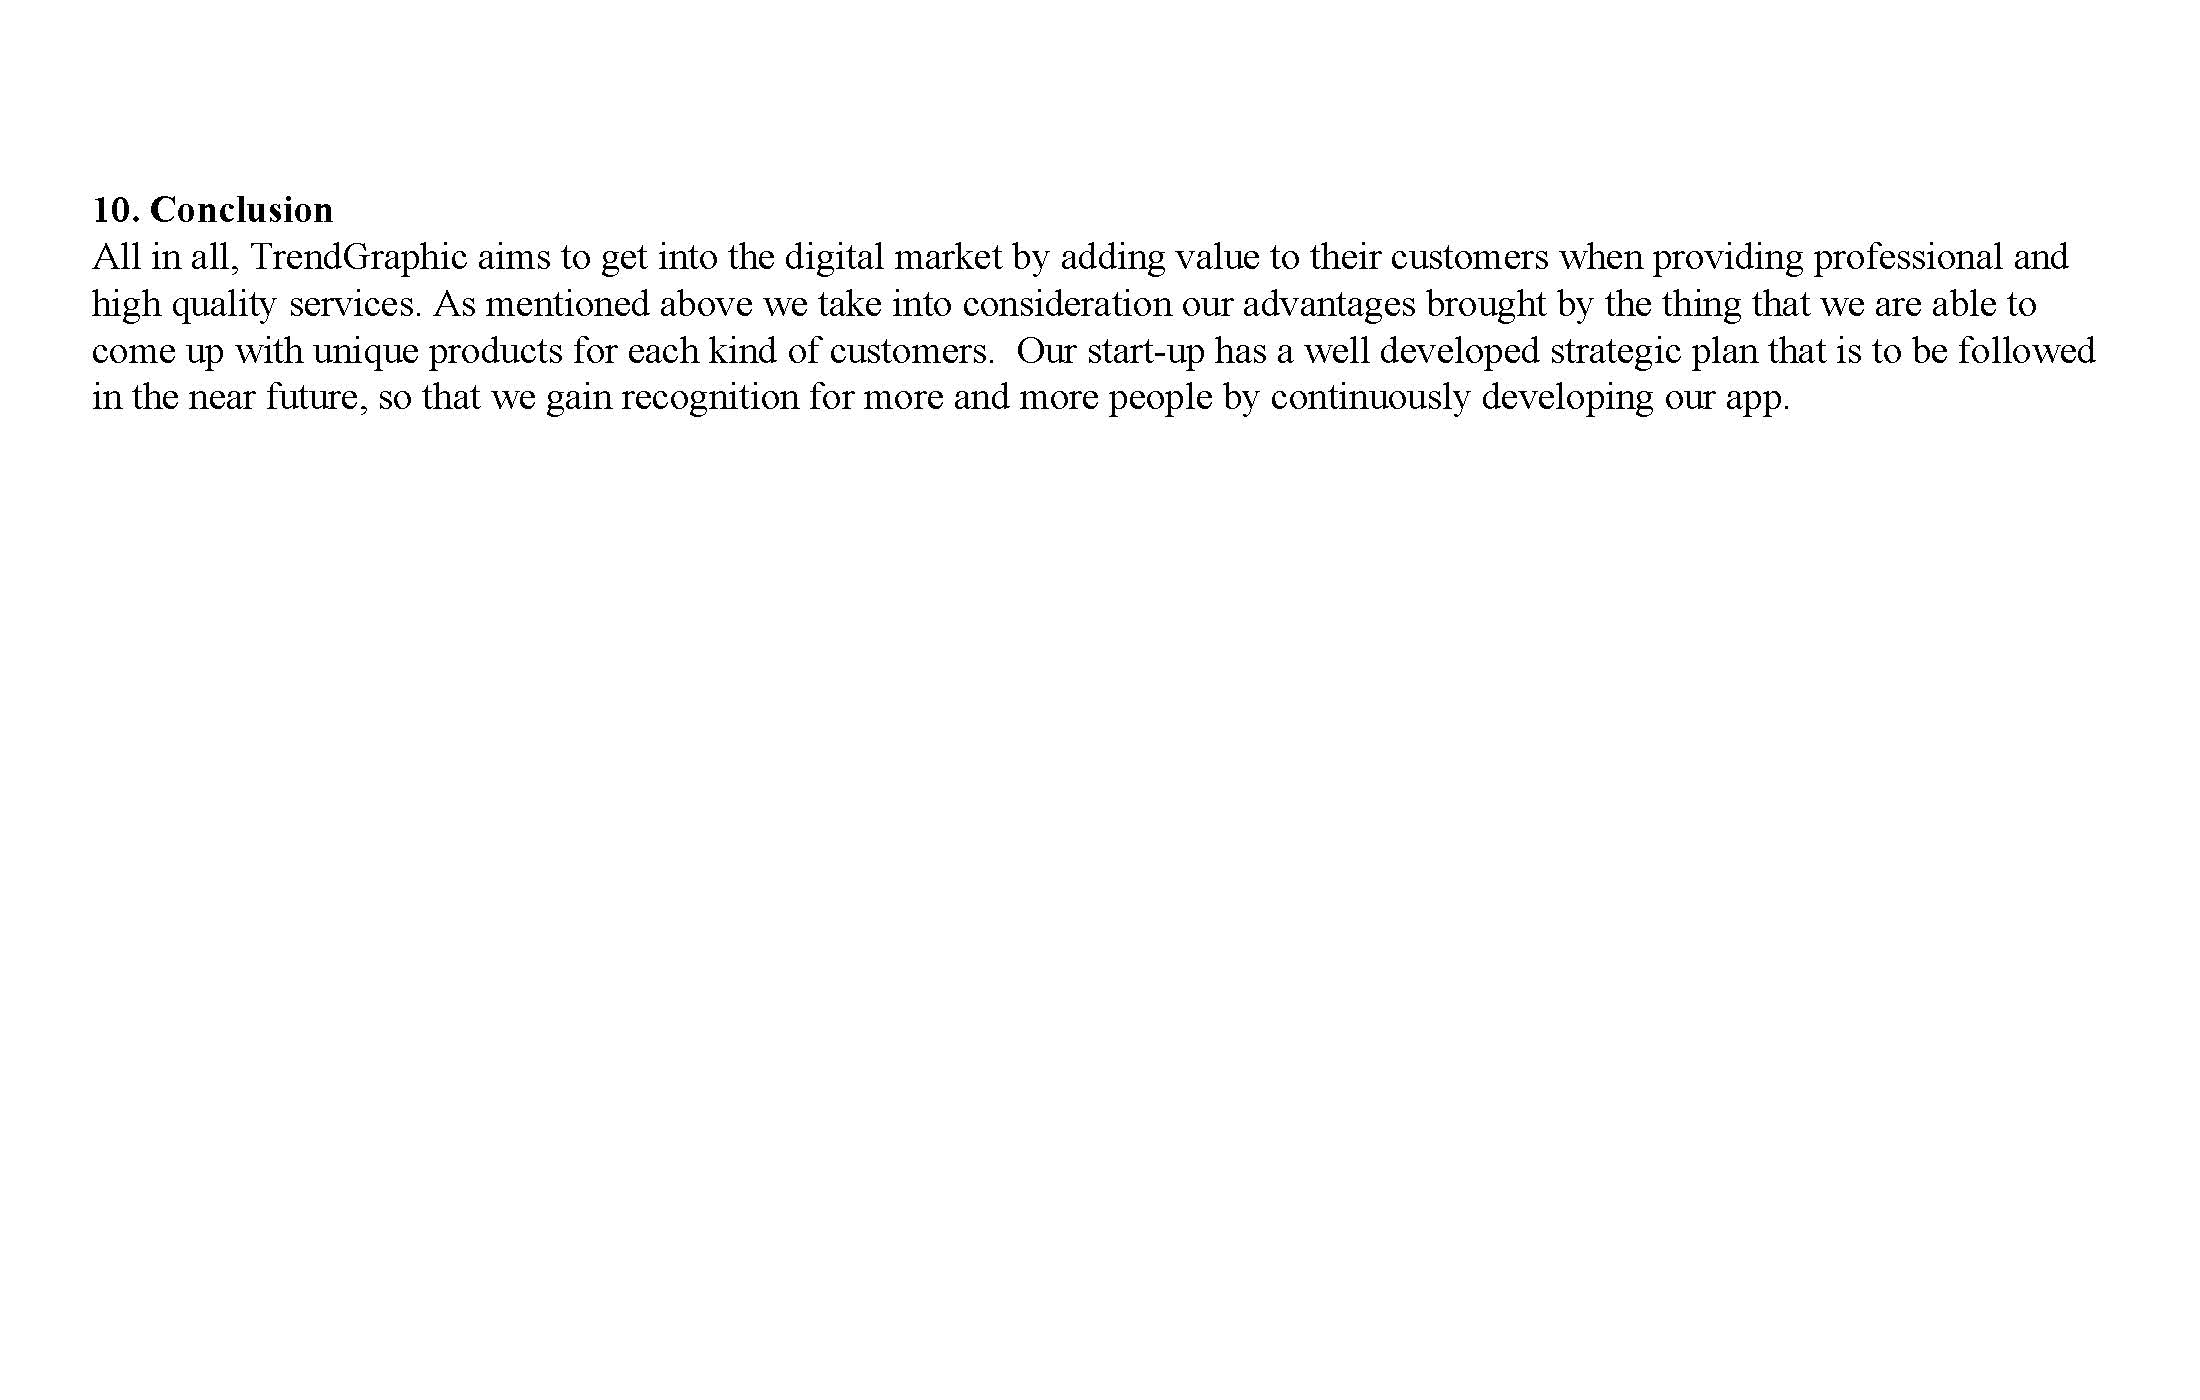 10. Conclusion
All in all, TrendGraphic aims to get into the digital market by adding value to their customers when providing professional and
high quality services. As mentioned above we take into consideration our advantages brought by the thing that we are able to
come up with unique products for each kind of customers.  Our start-up has a well developed strategic plan that is to be followed
in the near future, so that we gain recognition for more and more people by continuously developing our app.